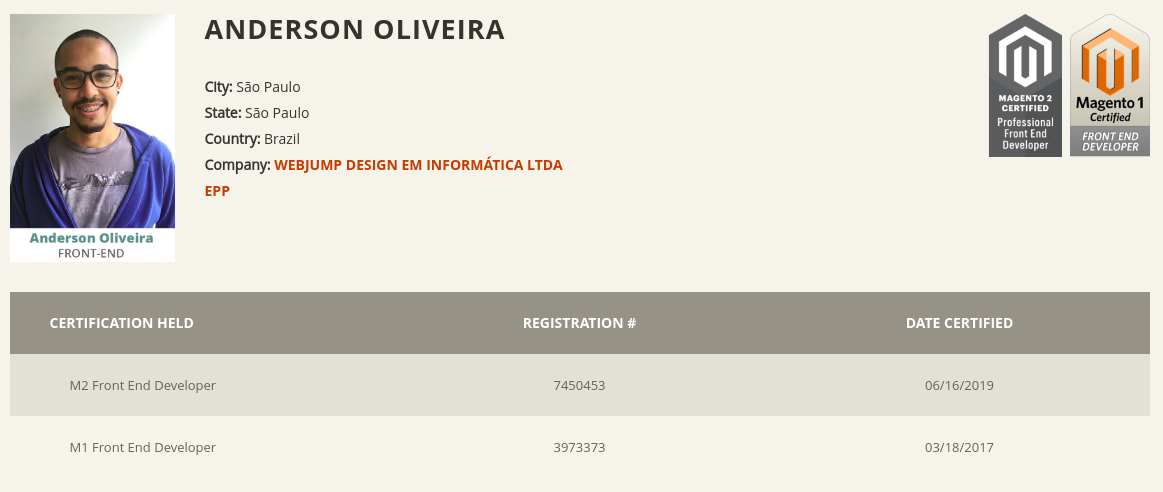 ANDERSON OLIVEIRA
City: São Paulo
State: São Paulo
Country: Brazil
Company: WEBJUMP DESIGN EM INFORMÁTICA LTDA
EPP
Anderson Oliveira
FRONT-END
MAGENTO 2
CERTIFIED
Professional
Front End
Developer
Magento 1
Certified
FRONT END
DEVELOPER
CERTIFICATION HELD REGISTRATION # DATE CERTIFIED
M2 Front End Developer 7450453 06/16/2019
M1 Front End Developer 3973373 03/18/2017